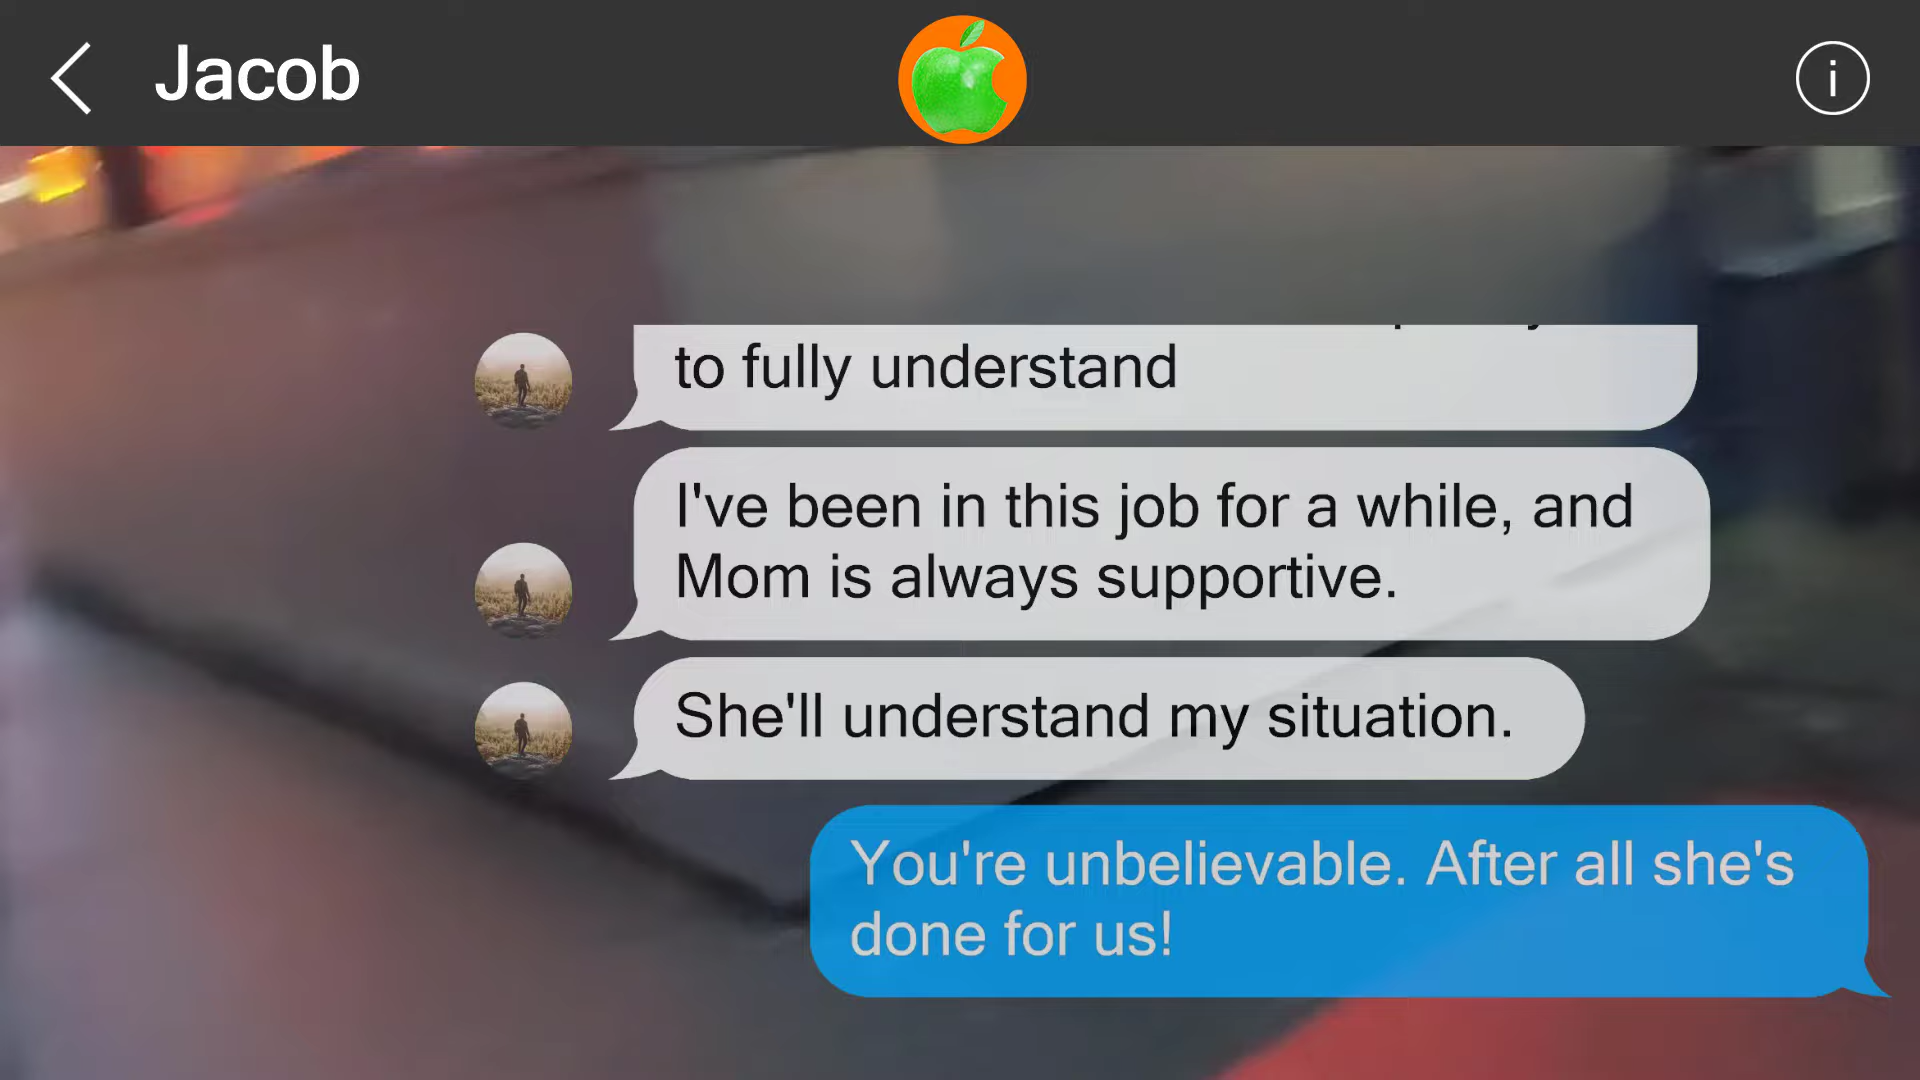 Jacob
to fully understand
I've been in this job for a while, and
Mom is always supportive.
She'll understand my situation.
You're unbelievable. After all she's
done for us!